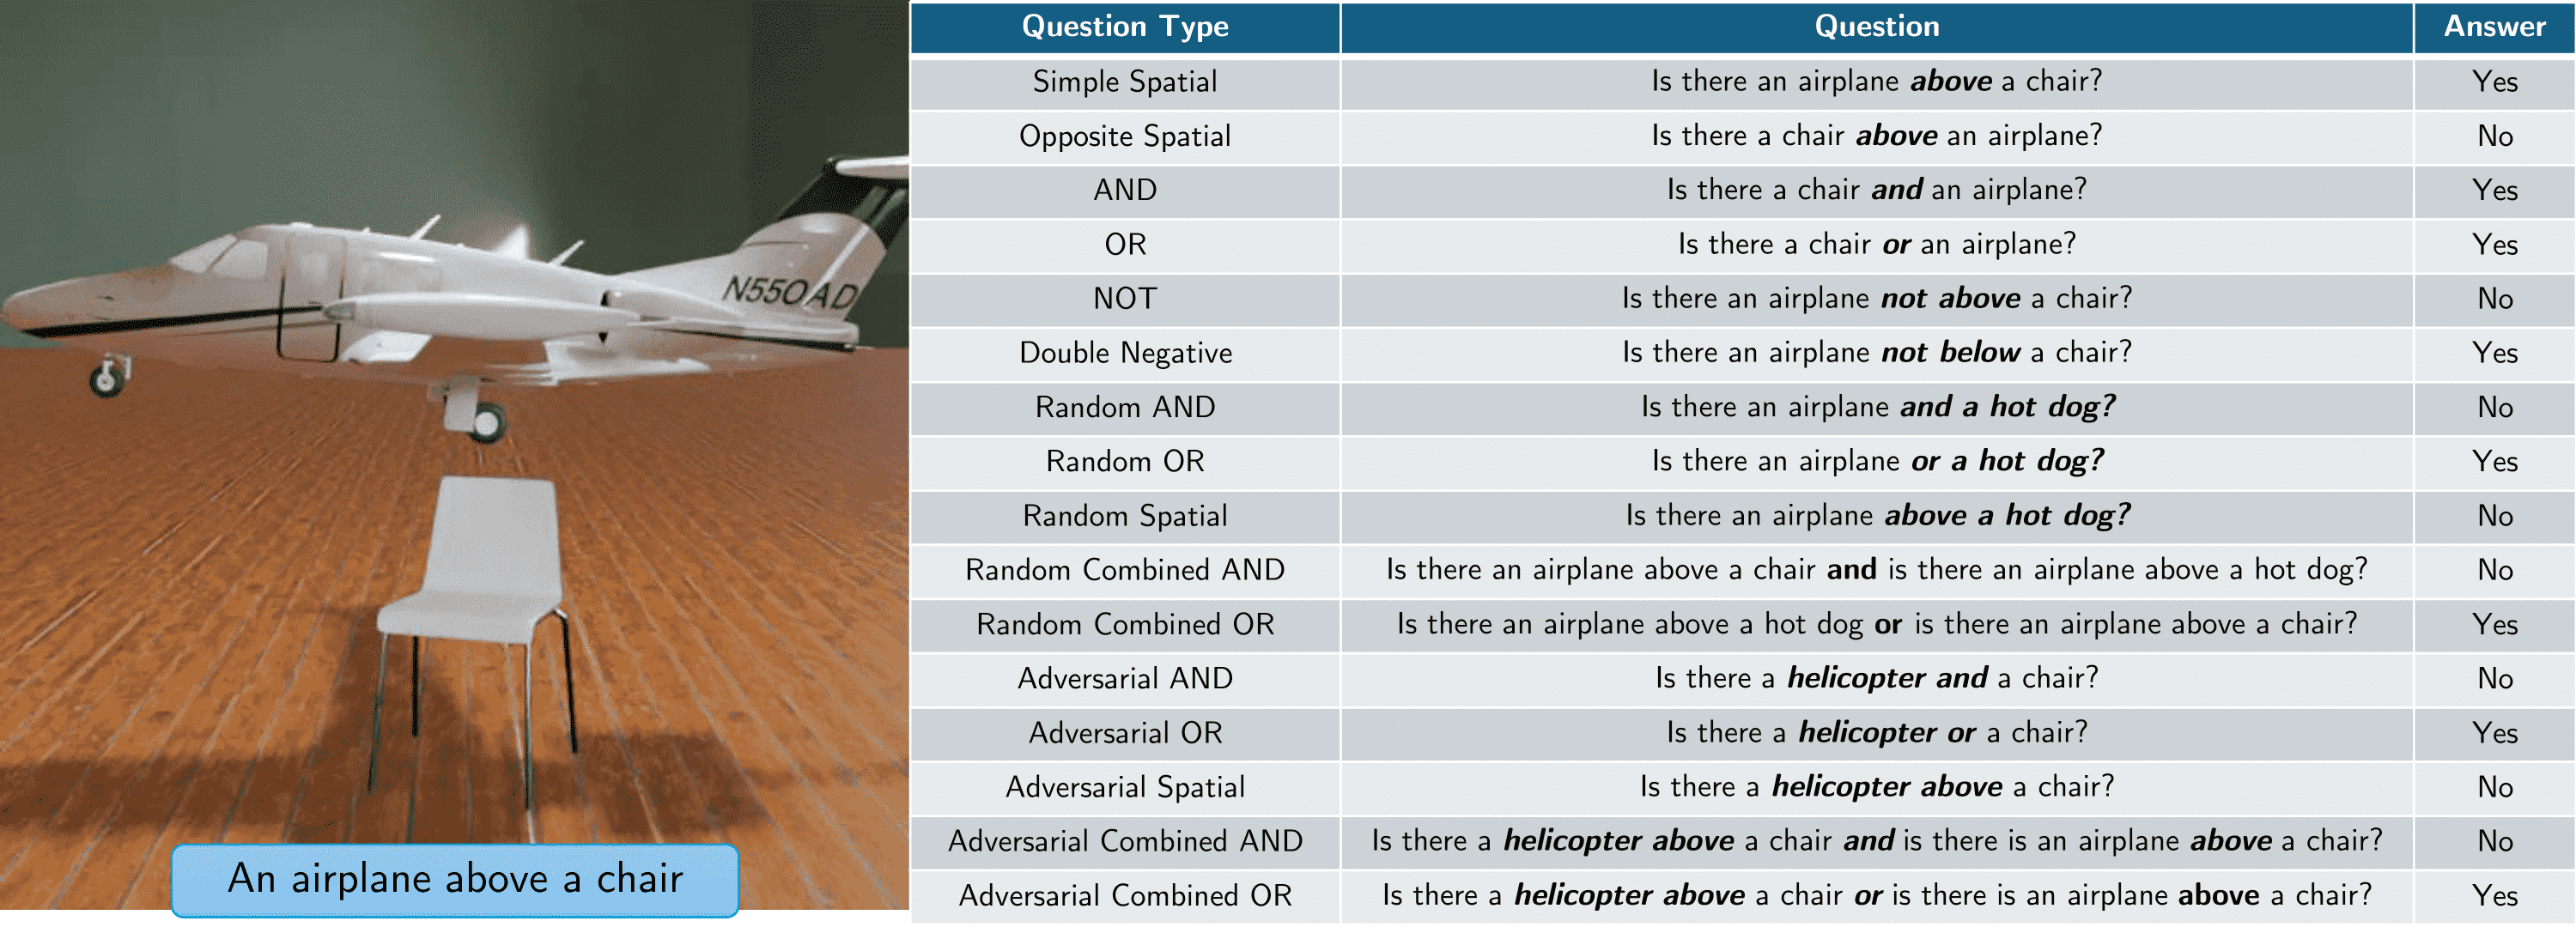 N550AD
An airplane above a chair
Question Type Question Answer
Simple Spatial Is there an airplane above a chair? Yes
Opposite Spatial Is there a chair above an airplane? No
AND Is there a chair and an airplane? Yes
OR Is there a chair or an airplane? Yes
NOT Is there an airplane not above a chair? No
Double Negative Is there an airplane not below a chair? Yes
Random AND Is there an airplane and a hot dog? No
Random OR Is there an airplane or a hot dog? Yes
Random Spatial Is there an airplane above a hot dog? No
Random Combined AND Is there an airplane above a chair and is there an airplane above a hot dog? No
Random Combined OR Is there an airplane above a hot dog or is there an airplane above a chair? Yes
Adversarial AND Is there a helicopter and a chair? No
Adversarial OR Is there a helicopter or a chair? Yes
Adversarial Spatial Is there a helicopter above a chair? No
Adversarial Combined AND Is there a helicopter above a chair and is there is an airplane above a chair? No
Adversarial Combined OR Is there a helicopter above a chair or is there is an airplane above a chair? Yes